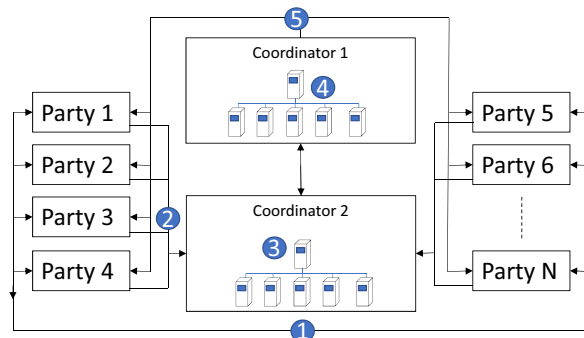 5
Coordinator 1
4
Party 1
Party 2
Party 3
Party 4
2
Party 5
Party 6
Party N
Coordinator 2
3
1